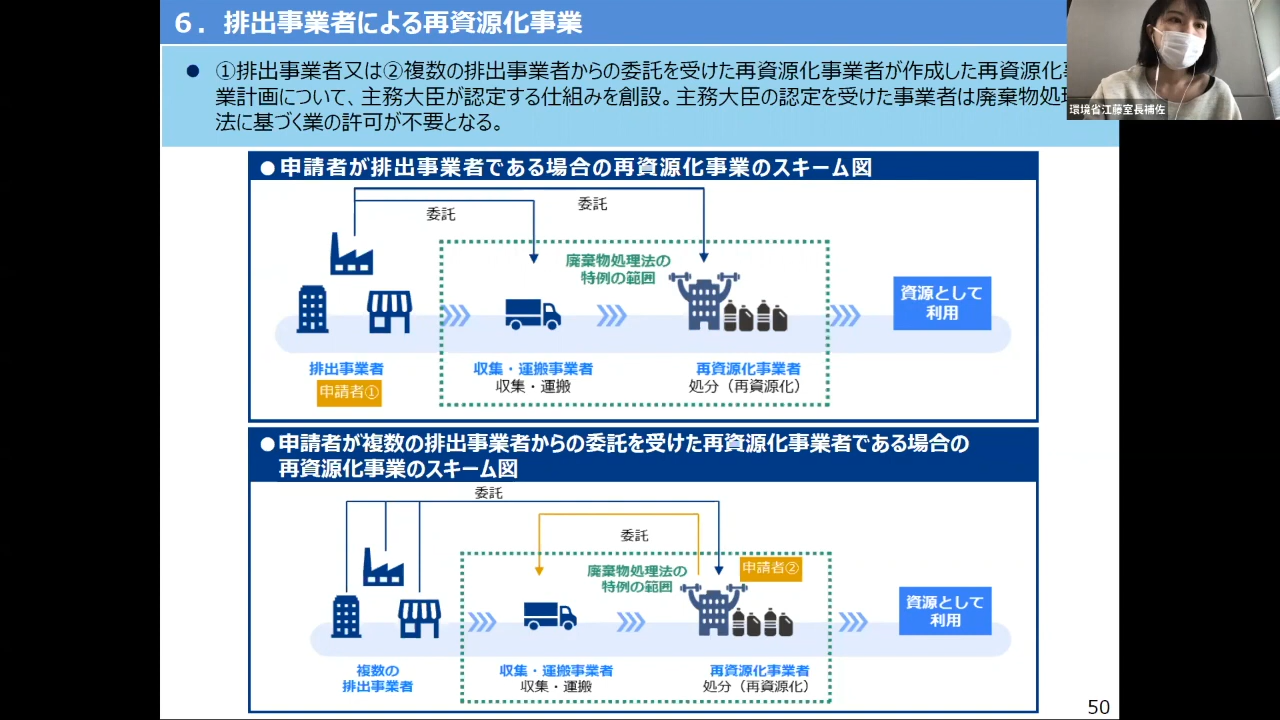 ６．排出事業者による再資源化事業
● ①排出事業者又は②複数の排出事業者からの委託を受けた再資源化事業者が作成した再資源化
業計画について、主務大臣が認定する仕組みを創設。主務大臣の認定を受けた事業者は廃棄物処理
法に基づく業の許可が不要となる。
環境省江藤室長補佐
●申請者が排出事業者である場合の再資源化事業のスキーム図
委託
委託
廃棄物処理法の
特例の範囲
資源として
利用
排出事業者
申請者①
収集・運搬事業者
収集・運搬
再資源化事業者
処分（再資源化）
●申請者が複数の排出事業者からの委託を受けた再資源化事業者である場合の
再資源化事業のスキーム図
委託
委託
廃棄物処理法の
特例の範囲
申請者②
資源として
利用
複数の
排出事業者
収集・運搬事業者
収集・運搬
再資源化事業者
処分（再資源化）
50